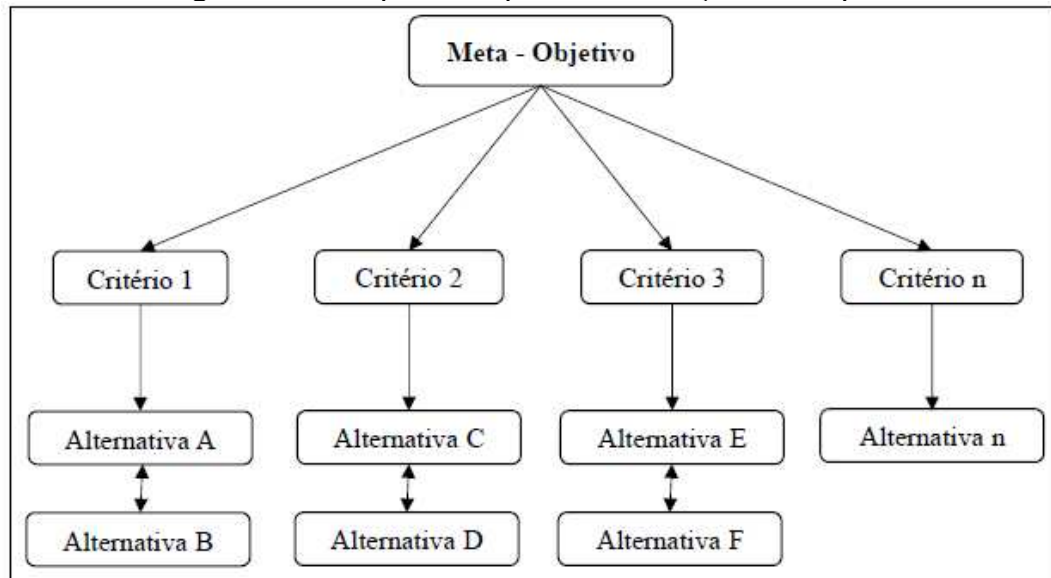 Meta - Objetivo
Critério 1
Critério 2
Critério 3
Critério n
Alternativa A
Alternativa C
Alternativa E
Alternativa n
Alternativa B
Alternativa D
Alternativa F